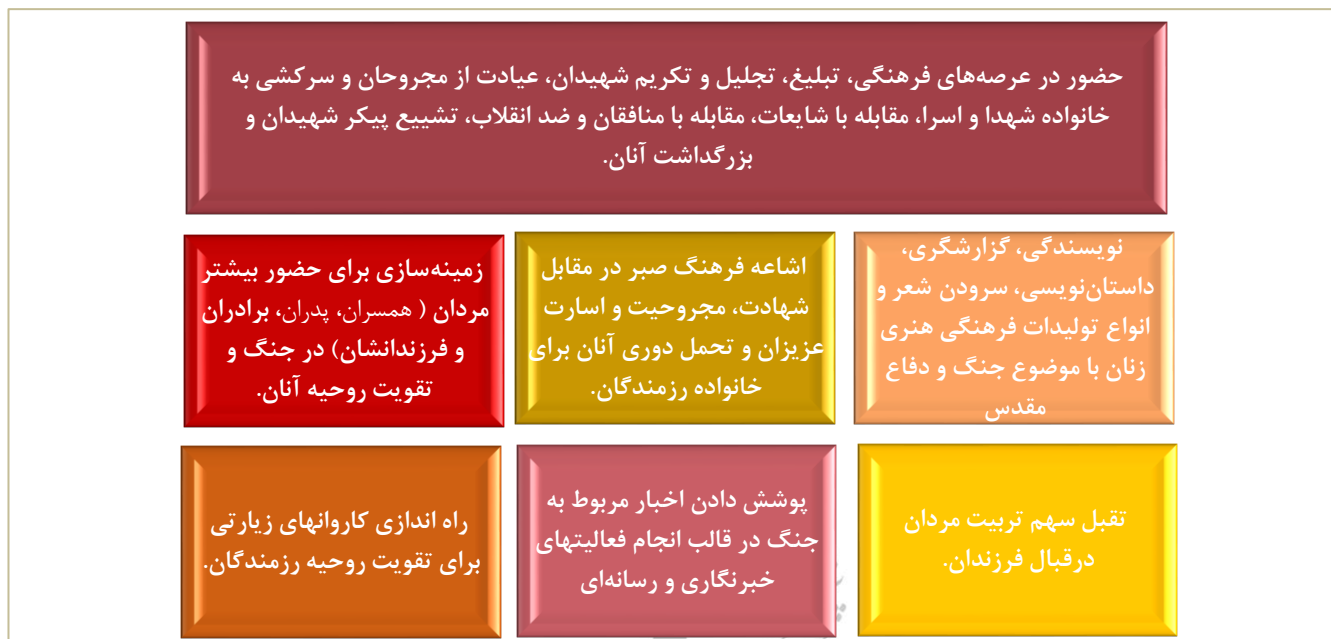 حضور در عرصه‌های فرهنگی، تبلیغ، تجلیل و تکریم شهیدان، عیادت از مجروحان و سرکشی به
خانواده شهدا و اسرا، مقابله با شایعات، مقابله با منافقان و ضد انقلاب، تشییع پیکر شهیدان و
بزرگداشت آنان.
نویسندگی، گزارشگری،
داستان‌نویسی، سرودن شعر و
انواع تولیدات فرهنگی هنری
زنان با موضوع جنگ و دفاع
مقدس
اشاعه فرهنگ صبر در مقابل
شهادت، مجروحیت و اسارت
عزیزان و تحمل دوری آنان برای
خانواده رزمندگان.
زمینه‌سازی برای حضور بیشتر
مردان ( همسران، پدران، برادران
و فرزندانشان) در جنگ و
تقویت روحیه آنان.
تقبل سهم تربیت مردان
درقبال فرزندان.
پوشش دادن اخبار مربوط به
جنگ در قالب انجام فعالیتهای
خبرنگاری و رسانه‌ای
راه اندازی کاروانهای زیارتی
برای تقویت روحیه رزمندگان.